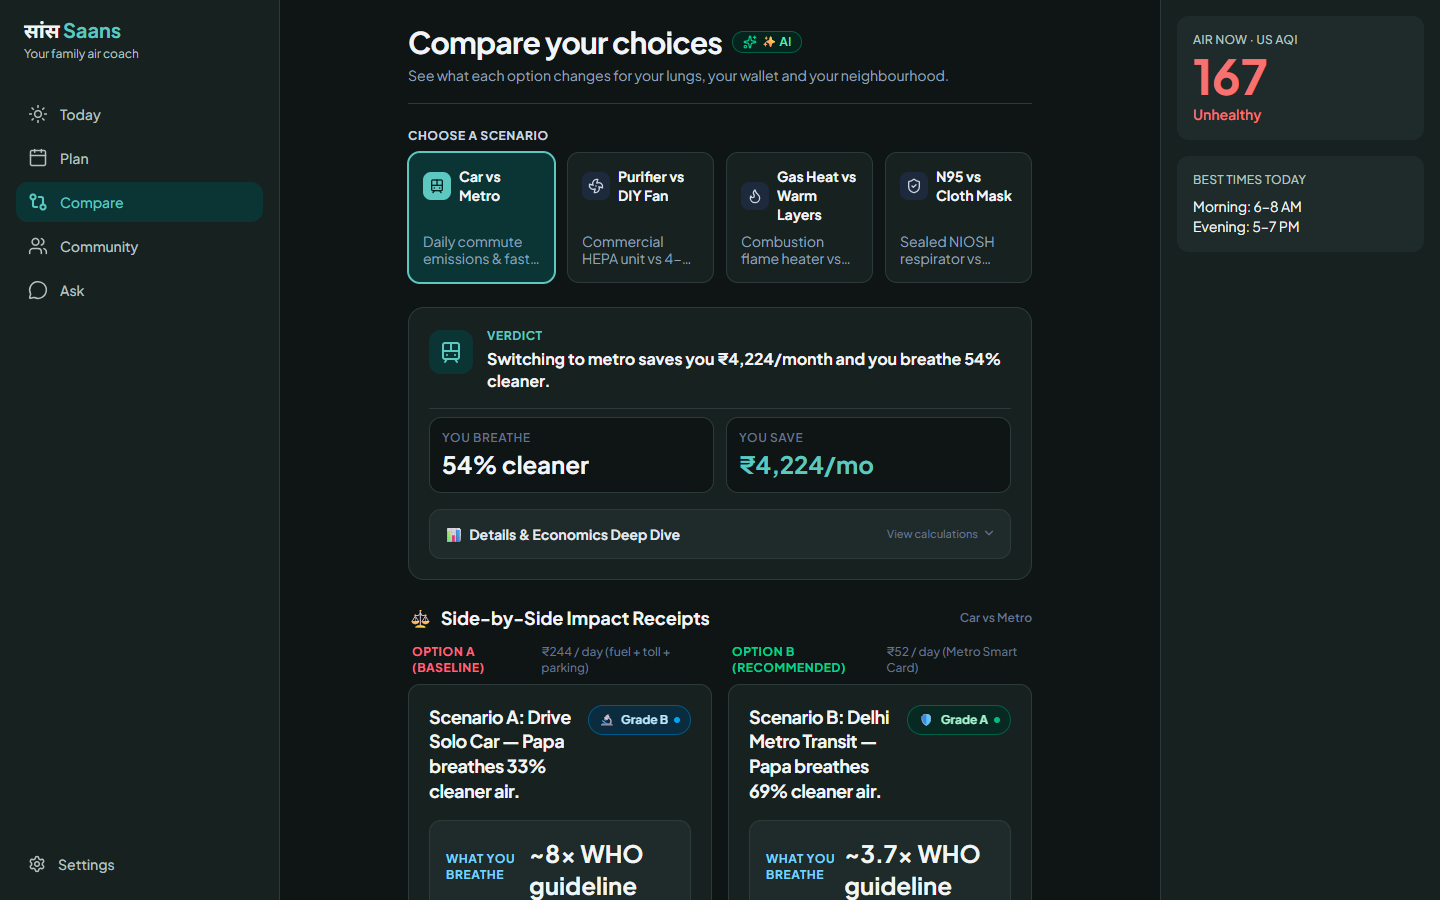 सांस Saans
Your family air coach
Today
Plan
Compare
Community
Ask
Settings
Compare your choices
✨ AI
See what each option changes for your lungs, your wallet and your neighbourhood.
CHOOSE A SCENARIO
Car vs
Metro
Daily commute
emissions & fast…
Purifier vs
DIY Fan
Commercial
HEPA unit vs 4–…
Gas Heat vs
Warm
Layers
Combustion
flame heater vs…
N95 vs
Cloth Mask
Sealed NIOSH
respirator vs…
VERDICT
Switching to metro saves you ₹4,224/month and you breathe 54%
cleaner.
YOU BREATHE
54% cleaner
YOU SAVE
₹4,224/mo
📊 Details & Economics Deep Dive
View calculations
⚖️ Side-by-Side Impact Receipts
Car vs Metro
OPTION A
(BASELINE)
₹244 / day (fuel + toll +
parking)
OPTION B
(RECOMMENDED)
₹52 / day (Metro Smart
Card)
Scenario A: Drive
Solo Car — Papa
breathes 33%
cleaner air.
Grade B
WHAT YOU
BREATHE
~8× WHO
guideline
Scenario B: Delhi
Metro Transit —
Papa breathes
69% cleaner air.
Grade A
WHAT YOU
BREATHE
~3.7× WHO
guideline
AIR NOW · US AQI
167
Unhealthy
BEST TIMES TODAY
Morning: 6–8 AM
Evening: 5–7 PM